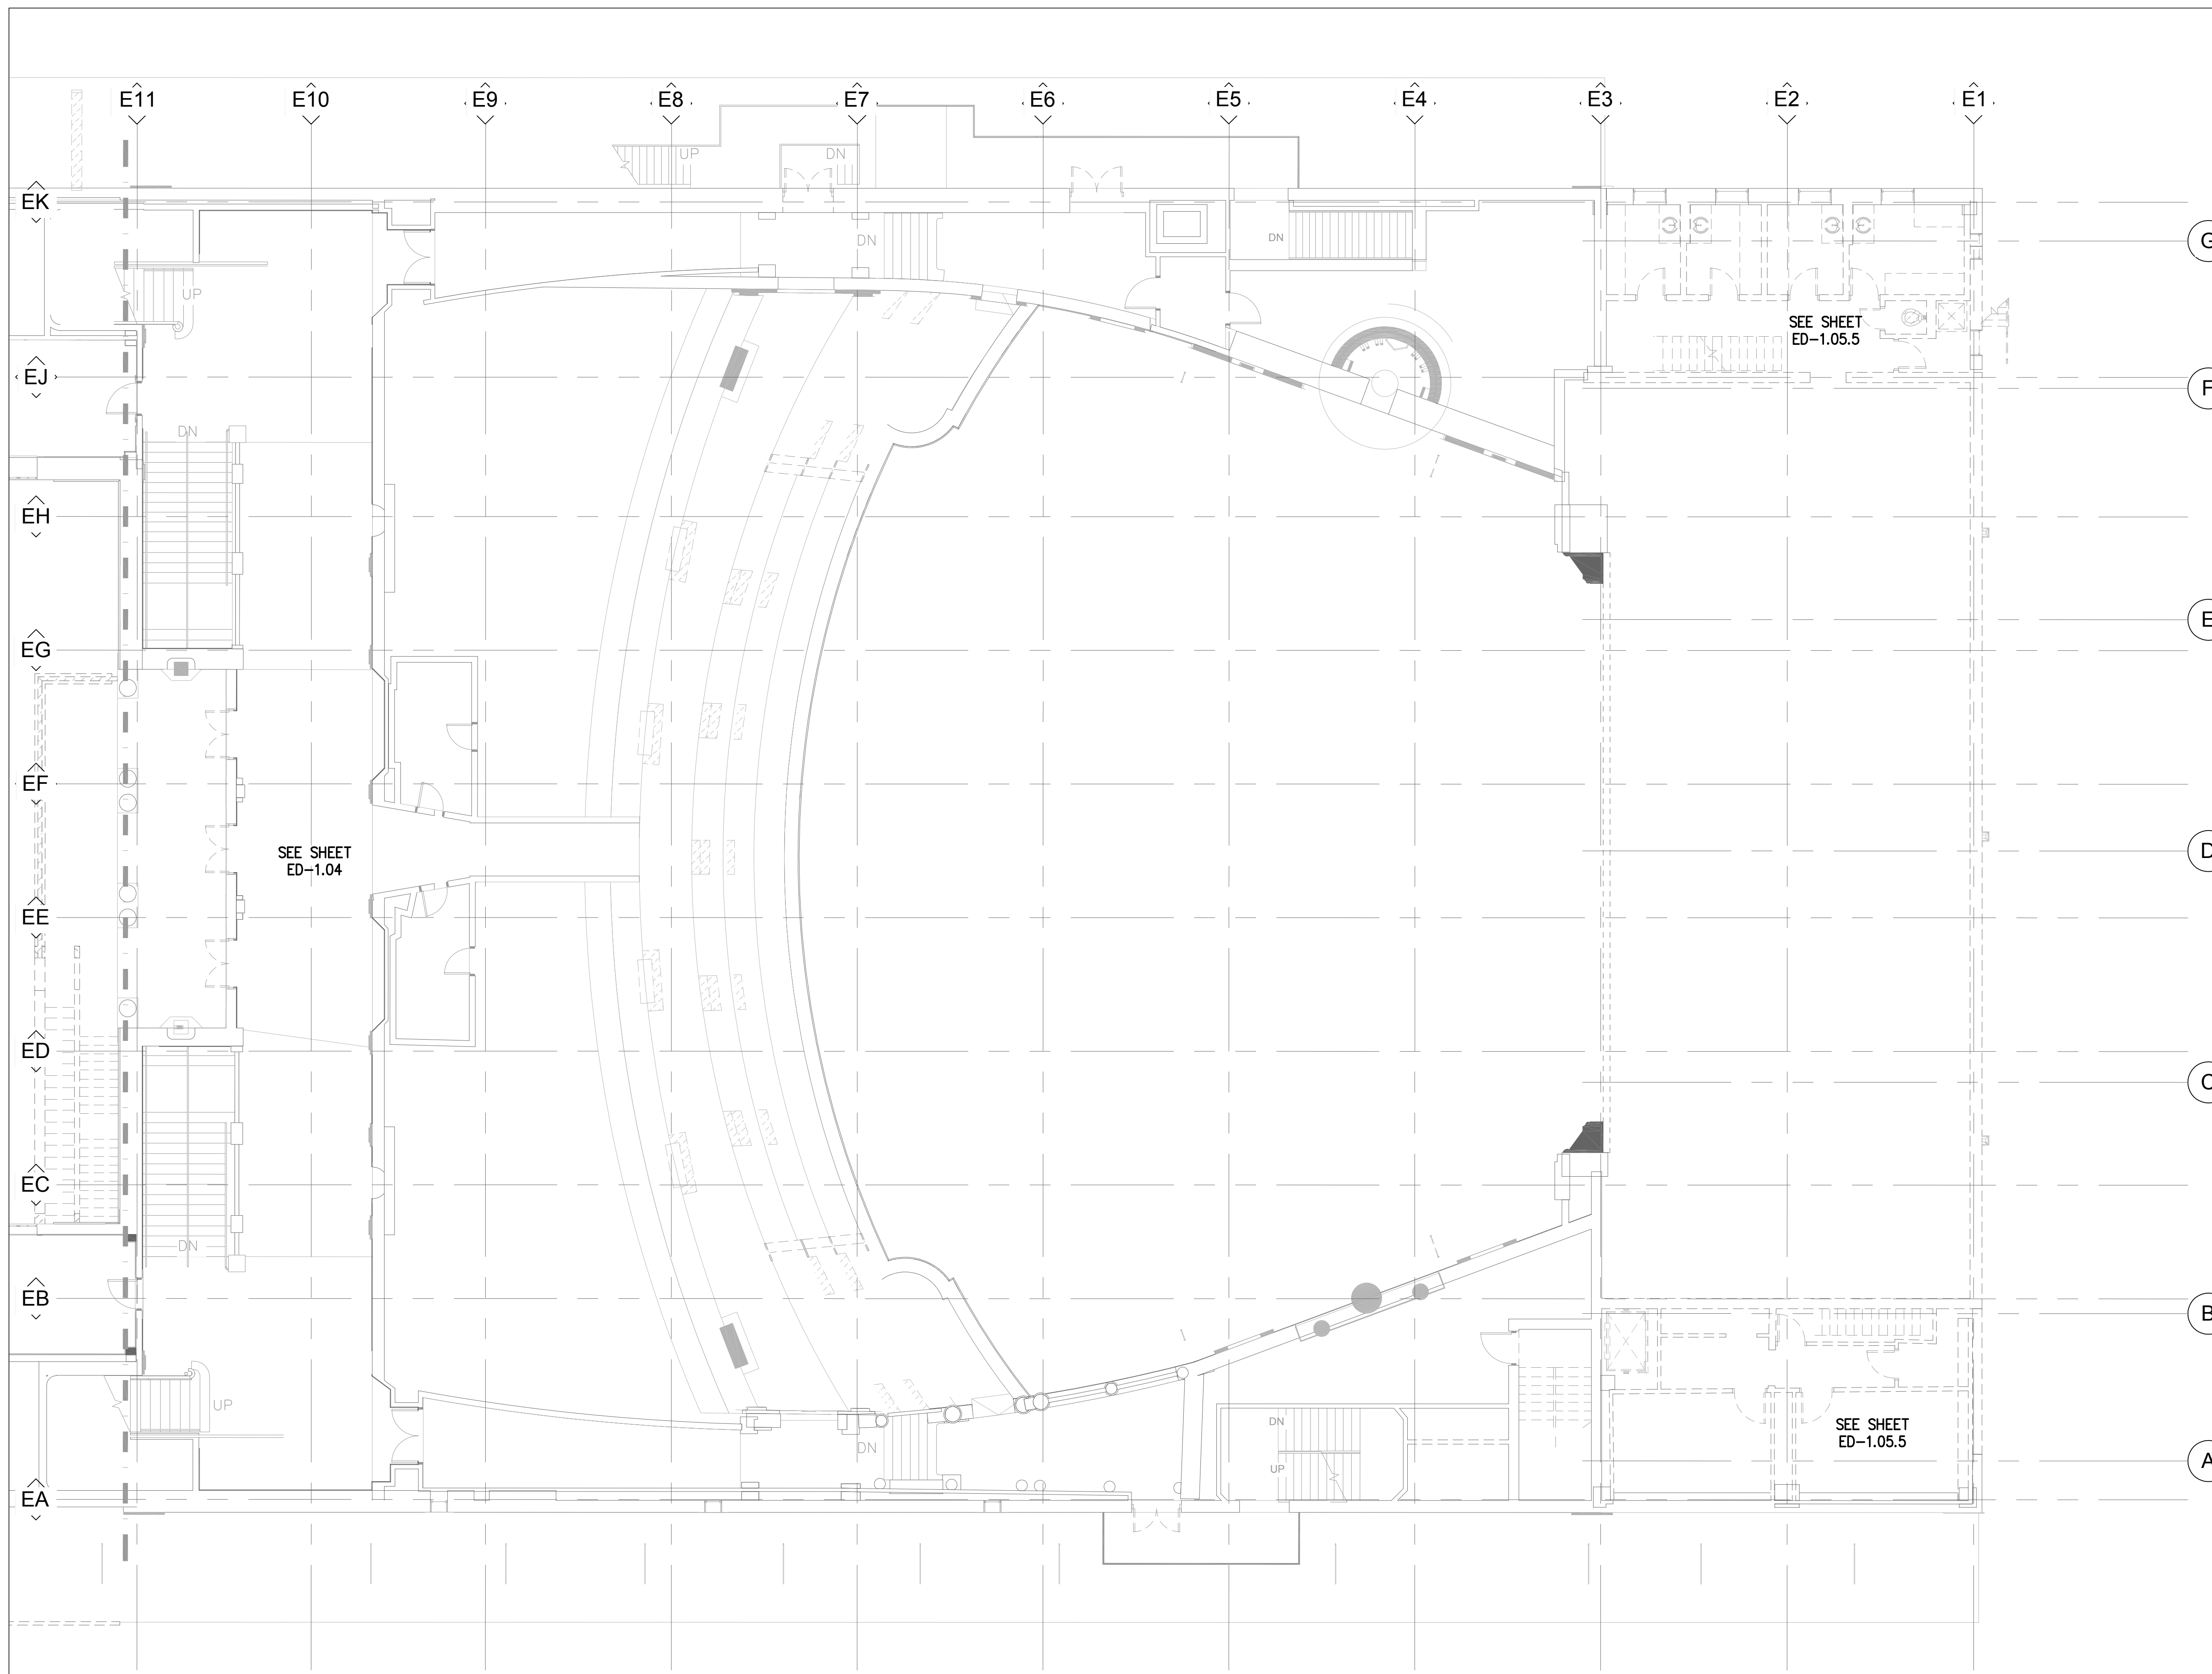 E11
E10
E9
E8
E7
E6
E5
E4
E3
E2
E1
UP
DN
EK
DN
DN
G
UP
SEE SHEET
ED-1.05.5
EJ
F
DN
EH
E
EG
EF
SEE SHEET
ED-1.04
D
EE
ED
C
EC
DN
EB
B
UP
DN
DN
SEE SHEET
ED-1.05.5
UP
A
EA